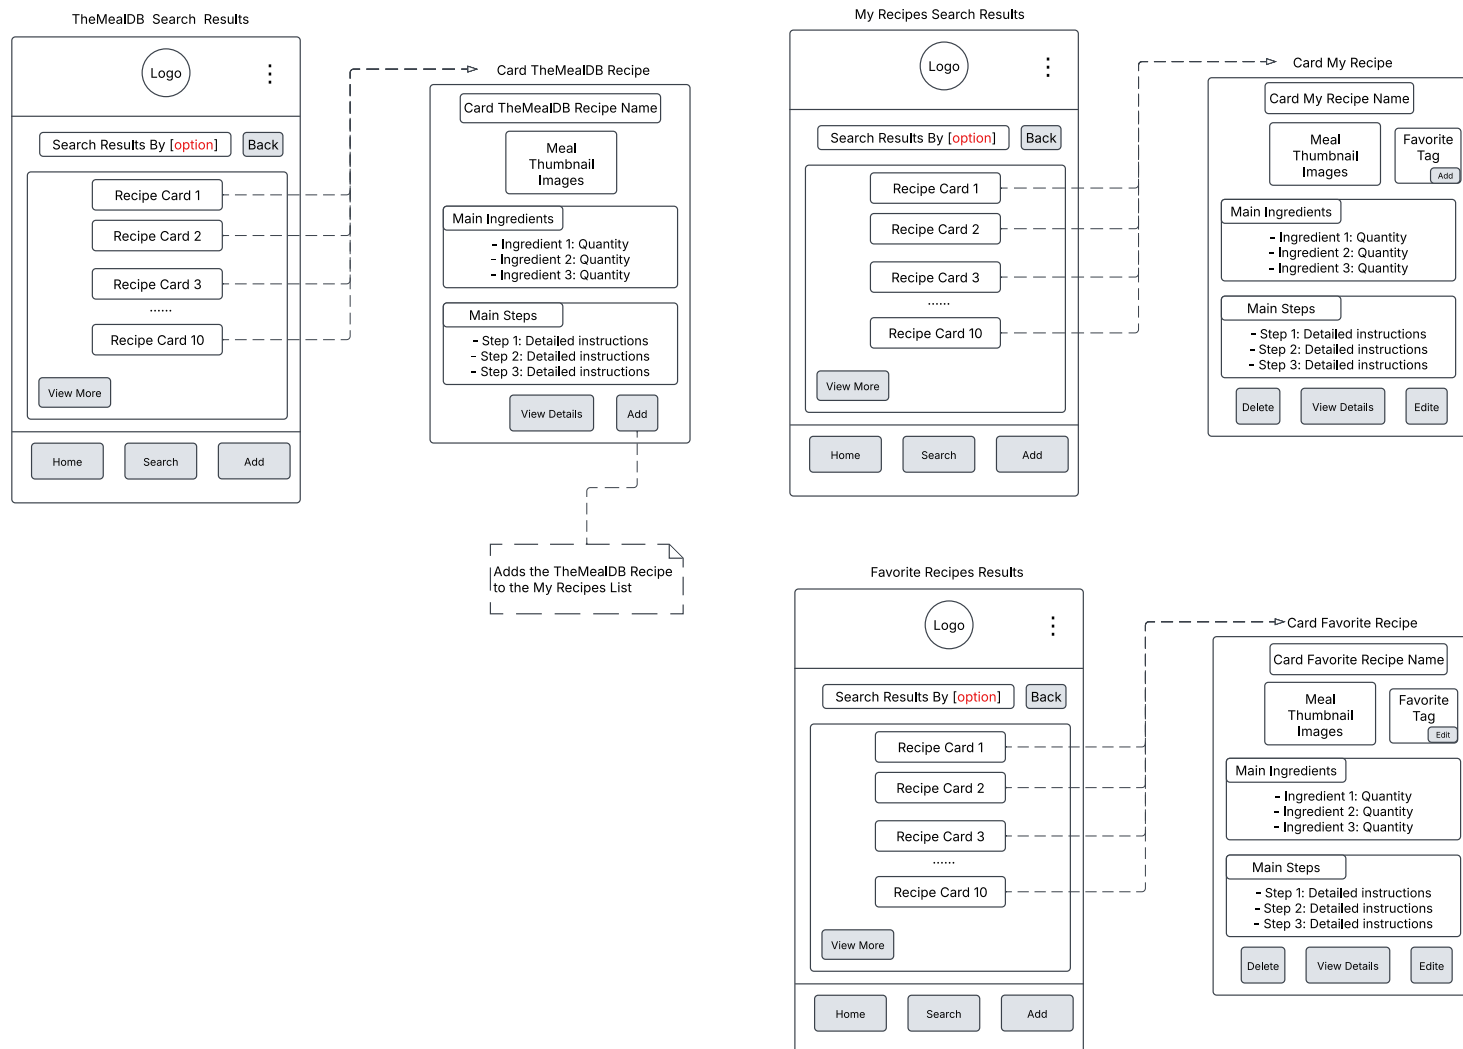 TheMealDB Search Results
Logo
Search Results By [option]
Back
Recipe Card 1
Recipe Card 2
Recipe Card 3
......
Recipe Card 10
View More
Home
Search
Add
Card TheMealDB Recipe
Card TheMealDB Recipe Name
Meal
Thumbnail
Images
Main Ingredients
- Ingredient 1: Quantity
- Ingredient 2: Quantity
- Ingredient 3: Quantity
Main Steps
- Step 1: Detailed instructions
- Step 2: Detailed instructions
- Step 3: Detailed instructions
View Details
Add
Adds the TheMealDB Recipe
to the My Recipes List
My Recipes Search Results
Logo
Search Results By [option]
Back
Recipe Card 1
Recipe Card 2
Recipe Card 3
......
Recipe Card 10
View More
Home
Search
Add
Card My Recipe
Card My Recipe Name
Meal
Thumbnail
Images
Favorite
Tag
Add
Main Ingredients
- Ingredient 1: Quantity
- Ingredient 2: Quantity
- Ingredient 3: Quantity
Main Steps
- Step 1: Detailed instructions
- Step 2: Detailed instructions
- Step 3: Detailed instructions
Delete
View Details
Edite
Favorite Recipes Results
Logo
Search Results By [option]
Back
Recipe Card 1
Recipe Card 2
Recipe Card 3
......
Recipe Card 10
View More
Home
Search
Add
Card Favorite Recipe
Card Favorite Recipe Name
Meal
Thumbnail
Images
Favorite
Tag
Edit
Main Ingredients
- Ingredient 1: Quantity
- Ingredient 2: Quantity
- Ingredient 3: Quantity
Main Steps
- Step 1: Detailed instructions
- Step 2: Detailed instructions
- Step 3: Detailed instructions
Delete
View Details
Edite